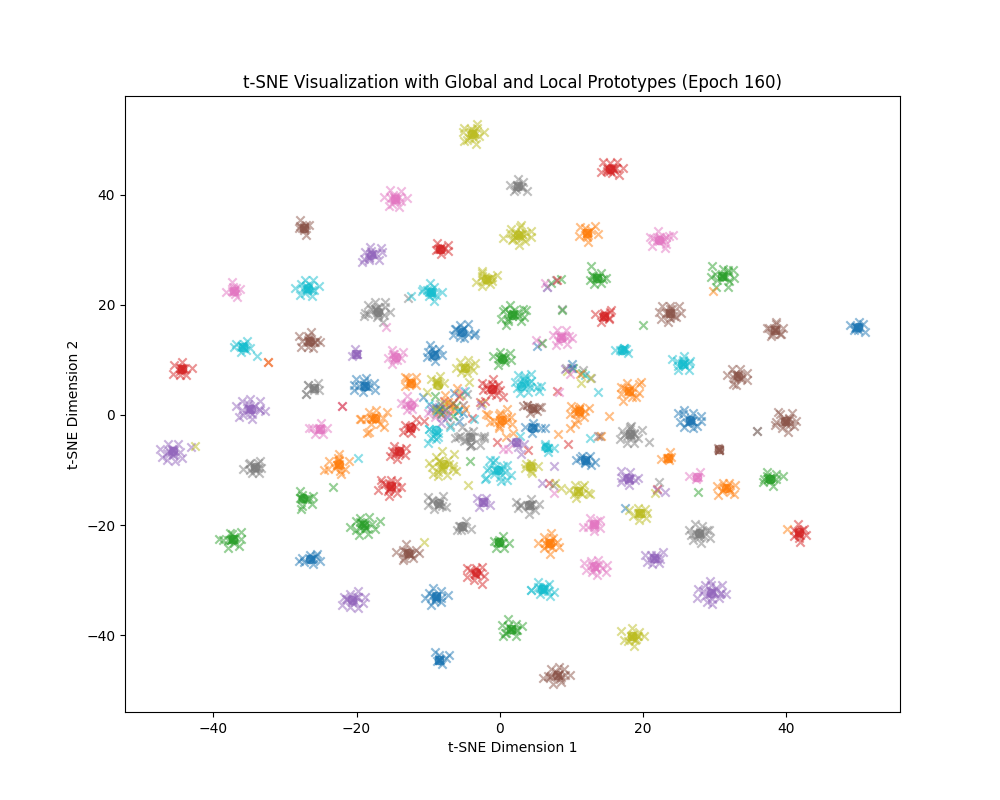 t-SNE Visualization with Global and Local Prototypes (Epoch 160)
40
20
0
−20
−40
t-SNE Dimension 2
−40 −20 0 20 40
t-SNE Dimension 1